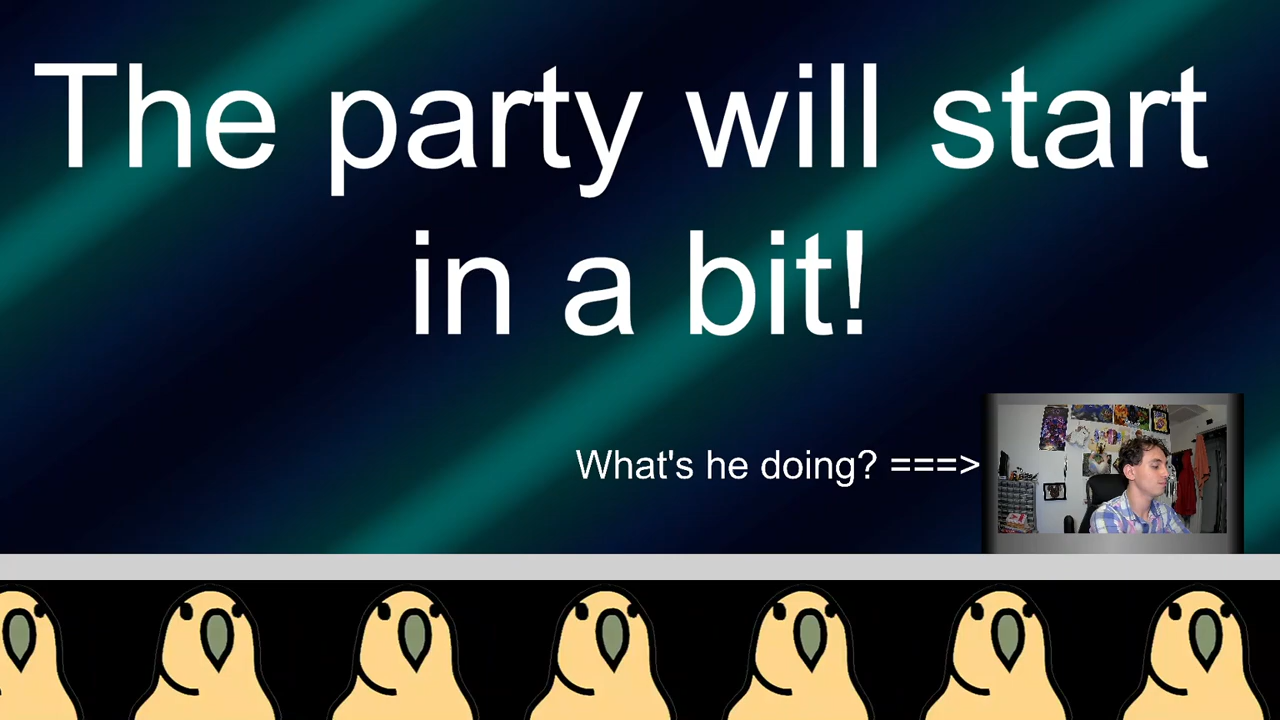 The party will start
in a bit!
What's he doing? ===>